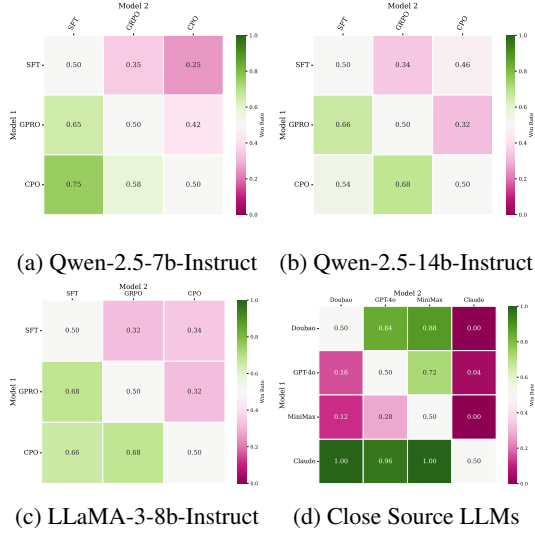 Model 2
SFT
GRPO
CPO
Model 1
SFT
0.50
0.35
0.25
GPRO
0.65
0.50
0.42
CPO
0.75
0.58
0.50
1.0
0.8
0.6
0.4
0.2
0.0
Win Rate
(a) Qwen-2.5-7b-Instruct
Model 2
SFT
GRPO
CPO
Model 1
SFT
0.50
0.34
0.46
GPRO
0.66
0.50
0.32
CPO
0.54
0.68
0.50
1.0
0.8
0.6
0.4
0.2
0.0
Win Rate
(b) Qwen-2.5-14b-Instruct
Model 2
SFT
GRPO
CPO
Model 1
SFT
0.50
0.32
0.34
GPRO
0.68
0.50
0.32
CPO
0.66
0.68
0.50
1.0
0.8
0.6
0.4
0.2
0.0
Win Rate
(c) LLaMA-3-8b-Instruct
Model 2
Doubao
GPT-4o
MiniMax
Claude
Model 1
Doubao
0.50
0.84
0.88
0.00
GPT-4o
0.16
0.50
0.72
0.04
MiniMax
0.12
0.28
0.50
0.00
Claude
1.00
0.96
1.00
0.50
1.0
0.8
0.6
0.4
0.2
0.0
Win Rate
(d) Close Source LLMs